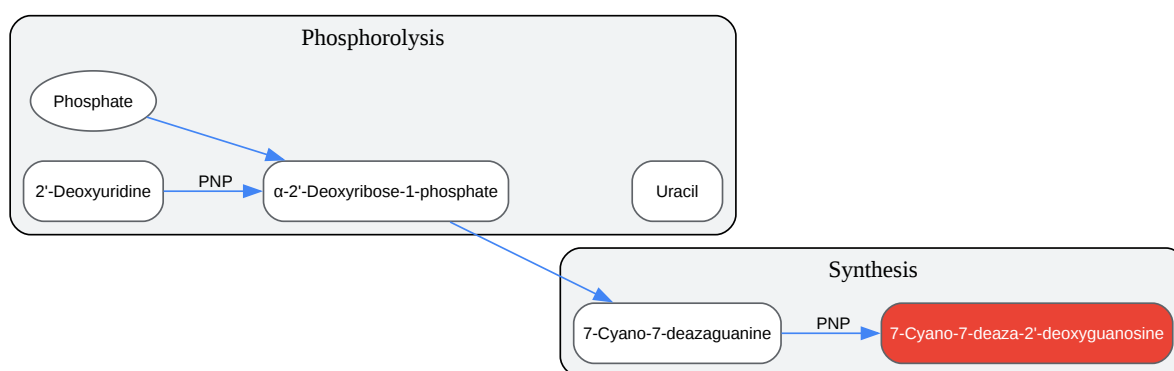 Phosphorolysis
Phosphate
2'-Deoxyuridine
PNP
α-2'-Deoxyribose-1-phosphate
Uracil
Synthesis
7-Cyano-7-deazaguanine
PNP
7-Cyano-7-deaza-2'-deoxyguanosine